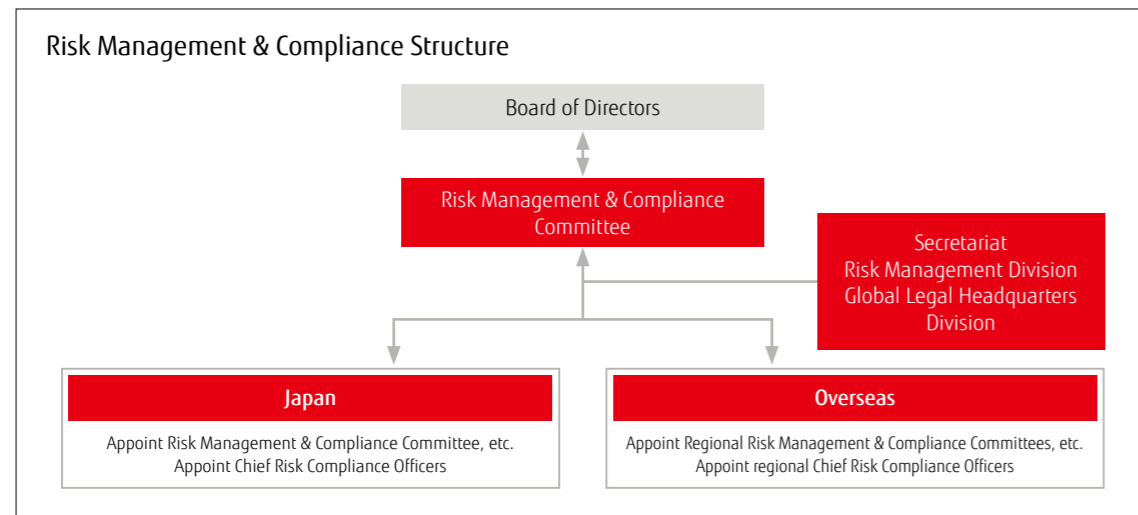 Risk Management & Compliance Structure
Board of Directors
Risk Management & Compliance
Committee
Secretariat
Risk Management Division
Global Legal Headquarters
Division
Japan
Appoint Risk Management & Compliance Committee, etc.
Appoint Chief Risk Compliance Officers
Overseas
Appoint Regional Risk Management & Compliance Committees, etc.
Appoint regional Chief Risk Compliance Officers